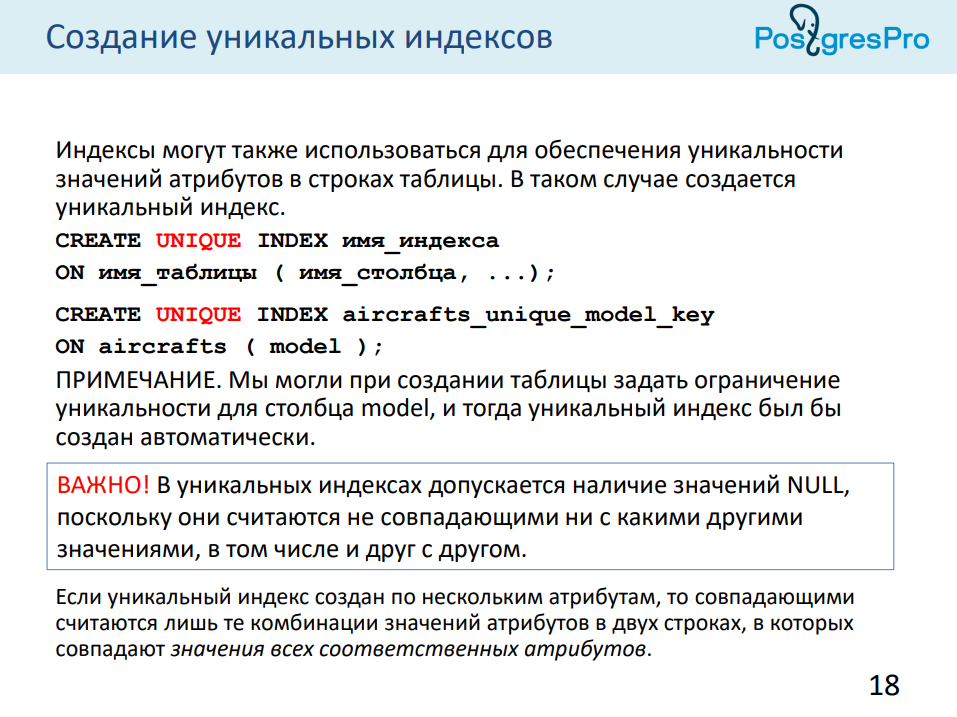 Создание уникальных индексов
PostgresPro
Индексы могут также использоваться для обеспечения уникальности
значений атрибутов в строках таблицы. В таком случае создается
уникальный индекс.
CREATE UNIQUE INDEX имя_индекса
ON имя_таблицы ( имя_столбца, ...);
CREATE UNIQUE INDEX aircrafts_unique_model_key
ON aircrafts ( model );
ПРИМЕЧАНИЕ. Мы могли при создании таблицы задать ограничение
уникальности для столбца model, и тогда уникальный индекс был бы
создан автоматически.
ВАЖНО! В уникальных индексах допускается наличие значений NULL,
поскольку они считаются не совпадающими ни с какими другими
значениями, в том числе и друг с другом.
Если уникальный индекс создан по нескольким атрибутам, то совпадающими
считаются лишь те комбинации значений атрибутов в двух строках, в которых
совпадают значения всех соответственных атрибутов.
18